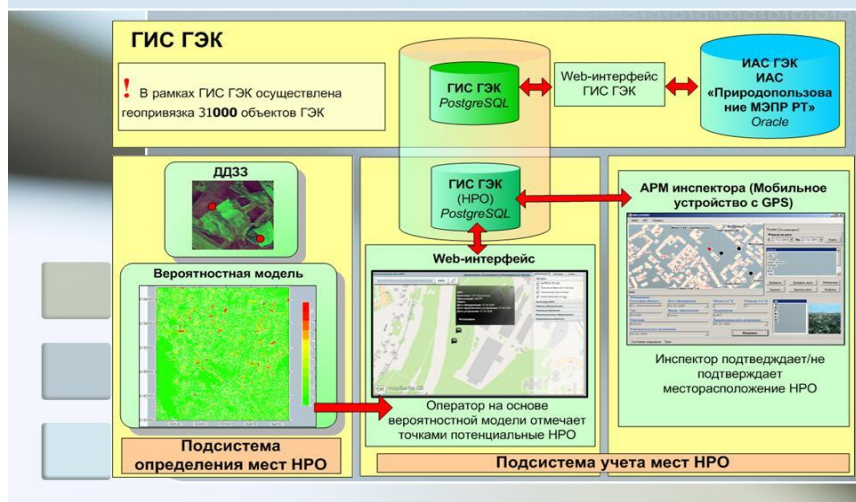 ГИС ГЭК
! В рамках ГИС ГЭК осуществлена
геопривязка 31000 объектов ГЭК
ГИС ГЭК
PostgreSQL
Web-интерфейс
ГИС ГЭК
ИАС ГЭК
ИАС
«Природопользова
ние МЭПР РТ»
Oracle
ДДЗЗ
Вероятностная модель
Подсистема
определения мест НРО
ГИС ГЭК
(НРО)
PostgreSQL
Web-интерфейс
Оператор на основе
вероятностной модели отмечает
точками потенциальные НРО
АРМ инспектора (Мобильное
устройство с GPS)
Инспектор подтведждает/не
подтверждает
месторасположение НРО
Подсистема учета мест НРО